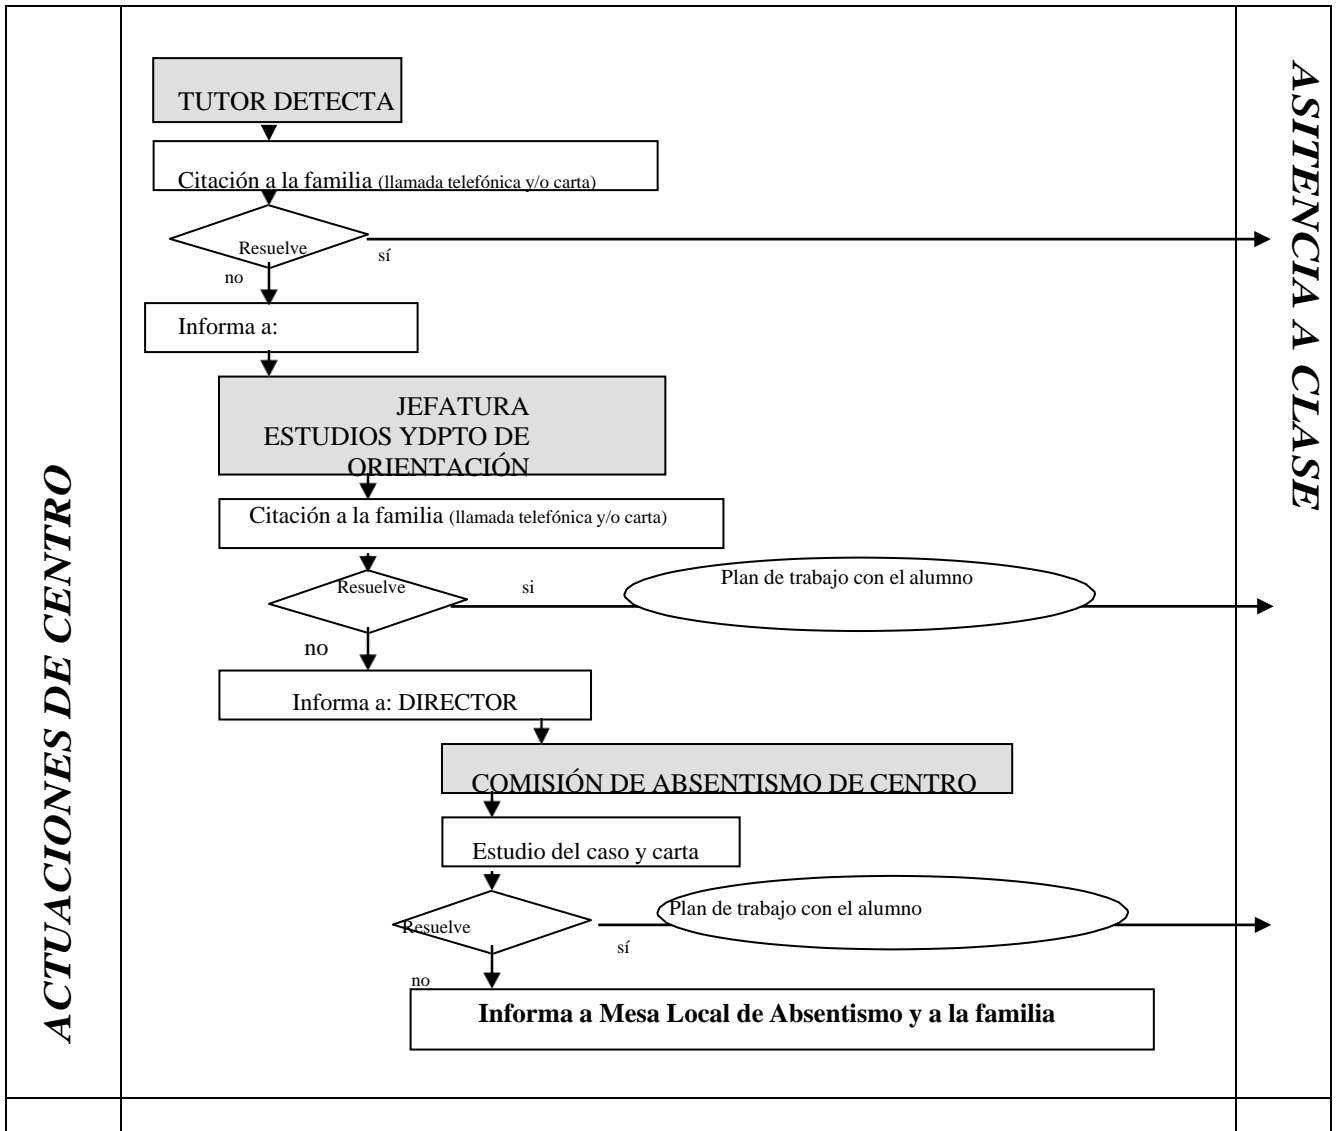 TUTOR DETECTA
Citación a la familia (llamada telefónica y/o carta)
Resuelve
sí
no
Informa a:
JEFATURA
ESTUDIOS YDPTO DE
ORIENTACIÓN
Citación a la familia (llamada telefónica y/o carta)
Resuelve
si
Plan de trabajo con el alumno
no
Informa a: DIRECTOR
COMISIÓN DE ABSENTISMO DE CENTRO
Estudio del caso y carta
Resuelve
sí
Plan de trabajo con el alumno
no
Informa a Mesa Local de Absentismo y a la familia
ACTUACIONES DE CENTRO
ASITENCIA A CLASE